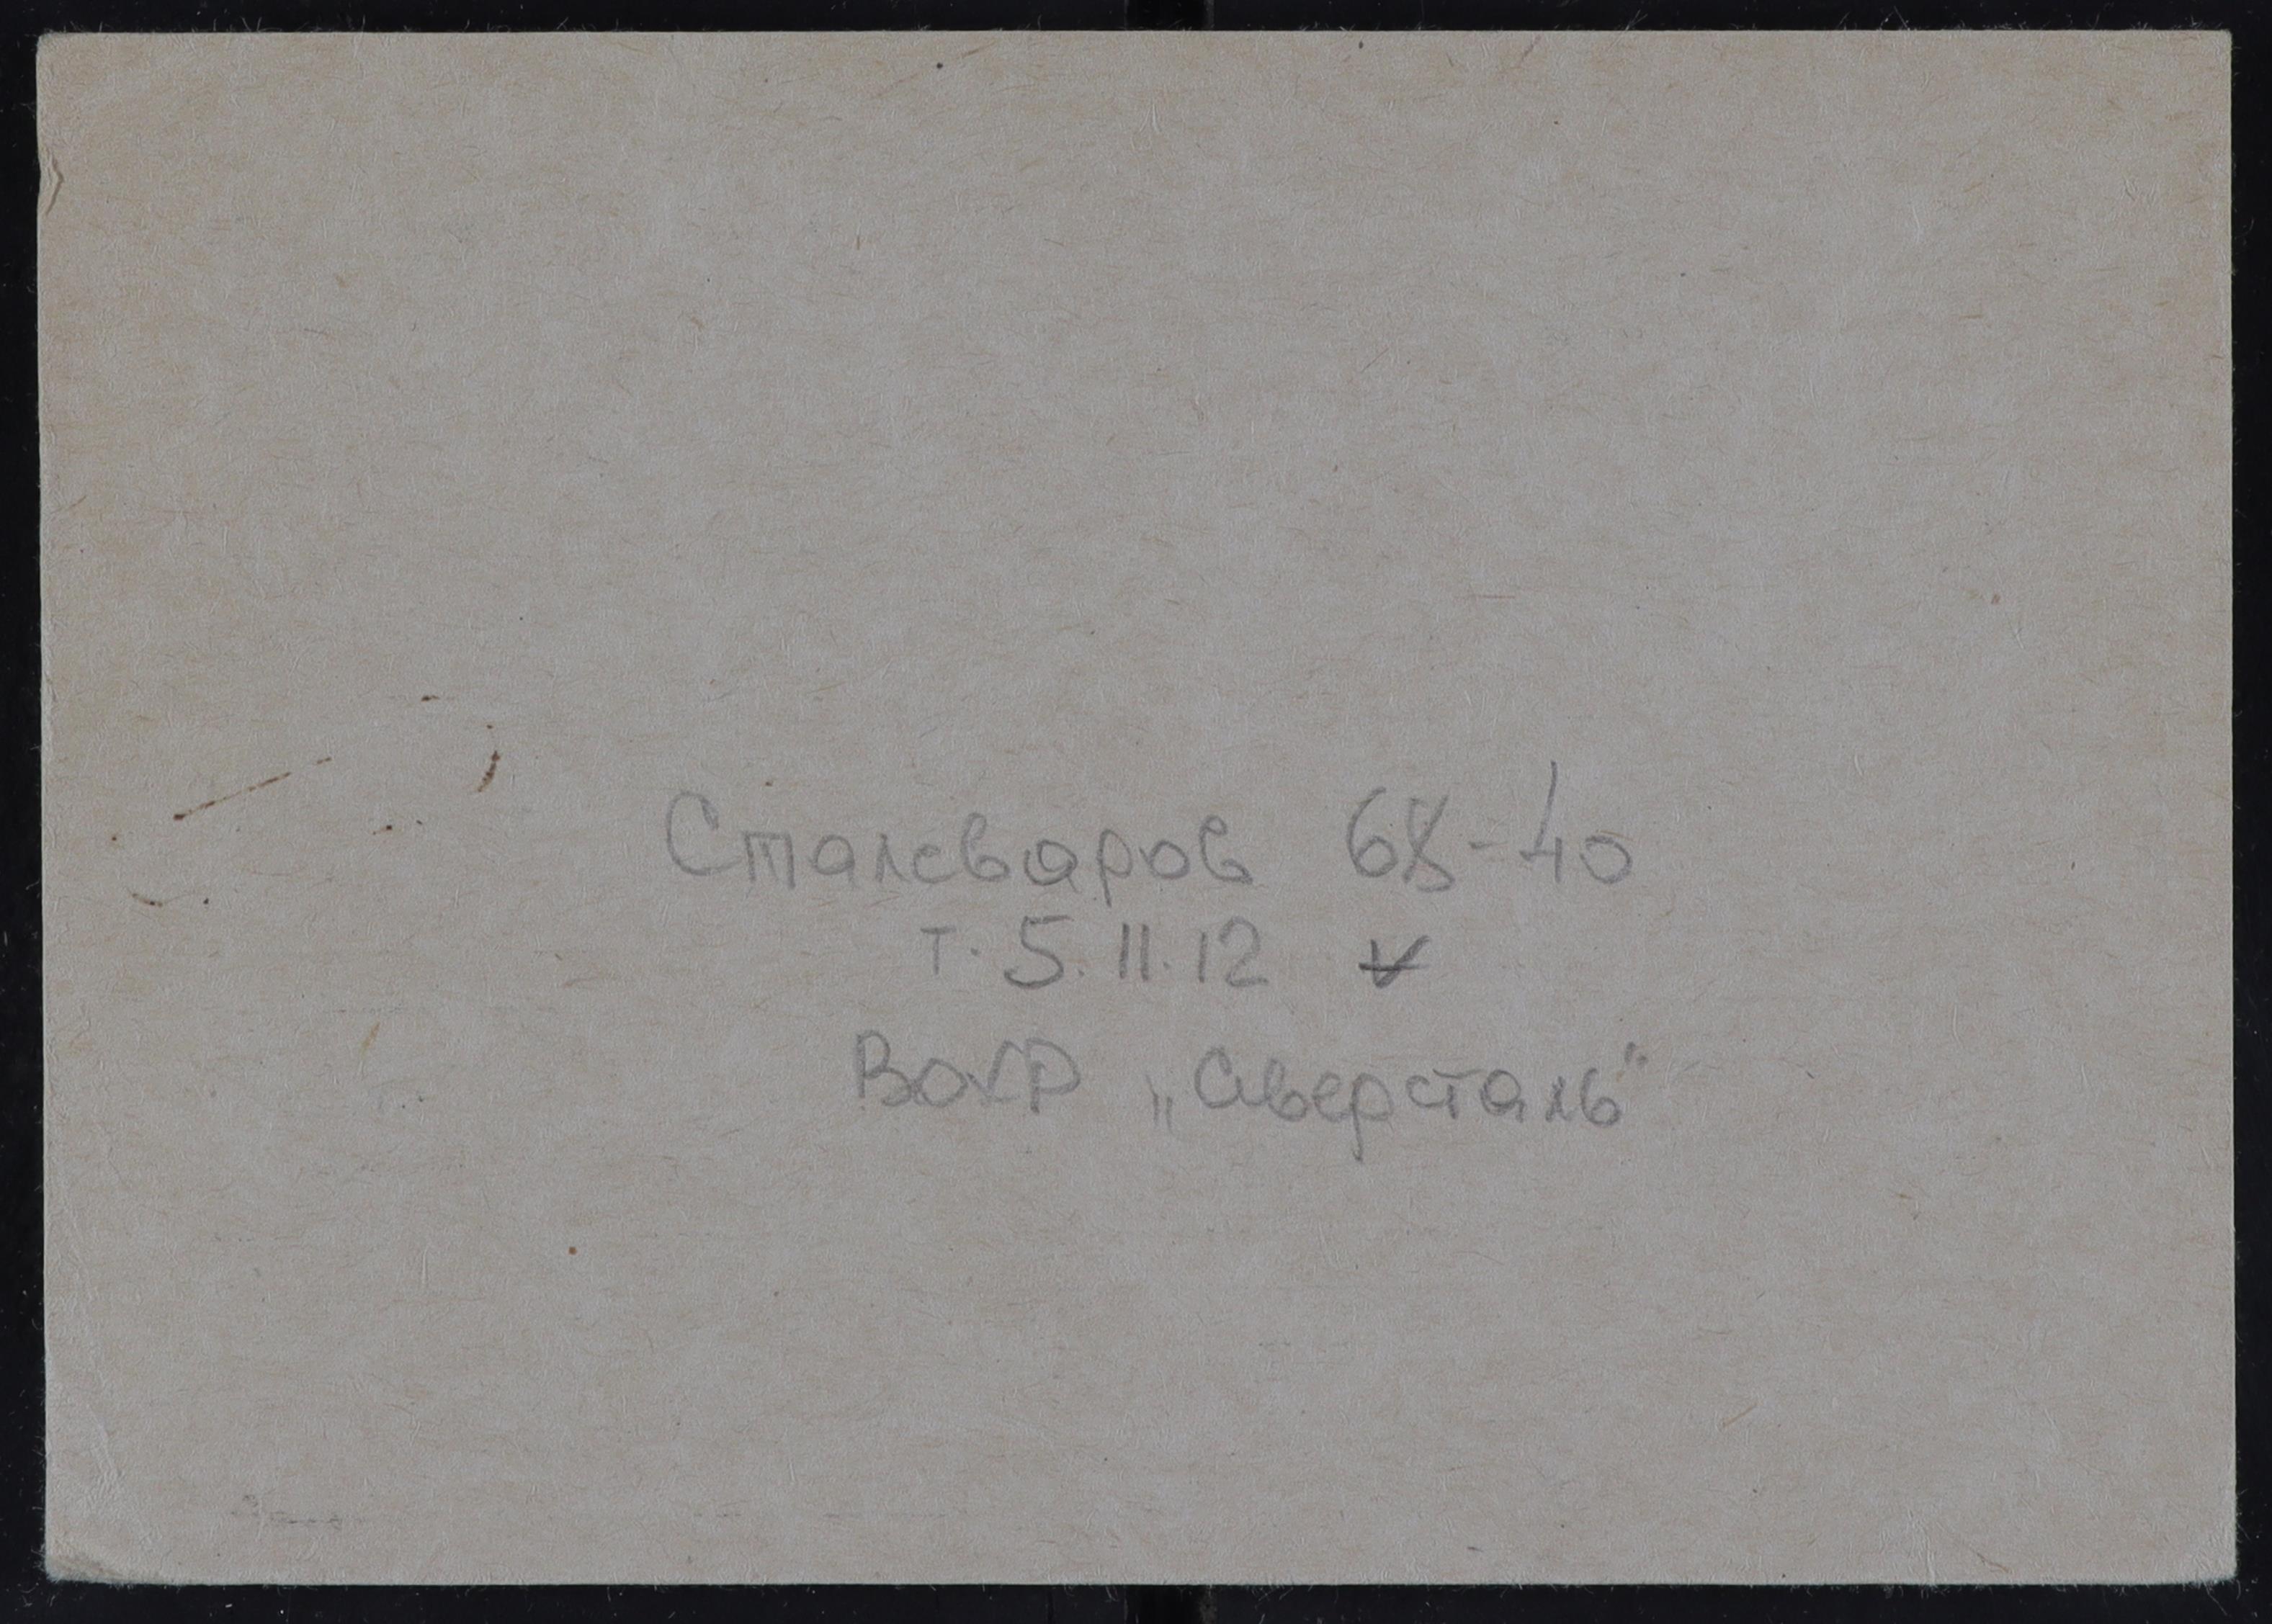 Сталеваров 68-40
т. 5.11.12 v
ВОХР „Северсталь"